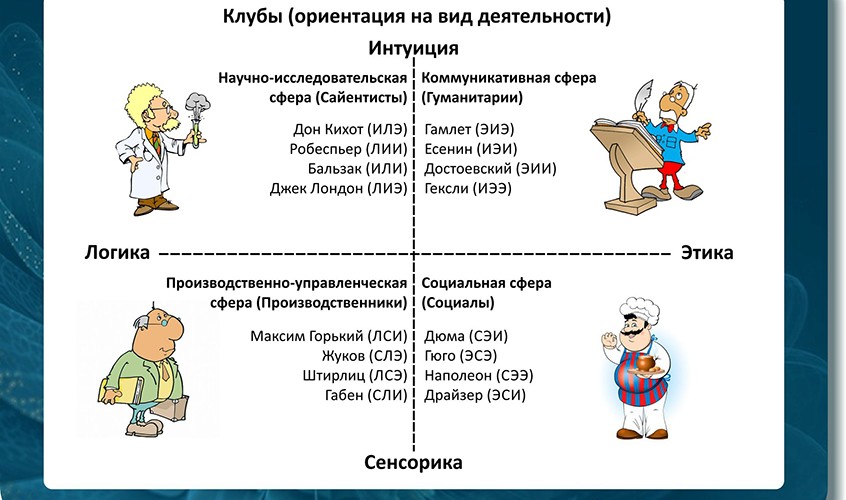 Клубы (ориентация на вид деятельности)
Интуиция
Научно-исследовательская
сфера (Сайентисты)
Дон Кихот (ИЛЭ)
Робеспьер (ЛИИ)
Бальзак (ИЛИ)
Джек Лондон (ЛИЭ)
Коммуникативная сфера
(Гуманитарии)
Гамлет (ЭИЭ)
Есенин (ИЭИ)
Достоевский (ЭИИ)
Гексли (ИЭЭ)
Логика
Этика
Производственно-управленческая
сфера (Производственники)
Максим Горький (ЛСИ)
Жуков (СЛЭ)
Штирлиц (ЛСЭ)
Габен (СЛИ)
Социальная сфера
(Социалы)
Дюма (СЭИ)
Гюго (ЭСЭ)
Наполеон (СЭЭ)
Драйзер (ЭСИ)
Сенсорика